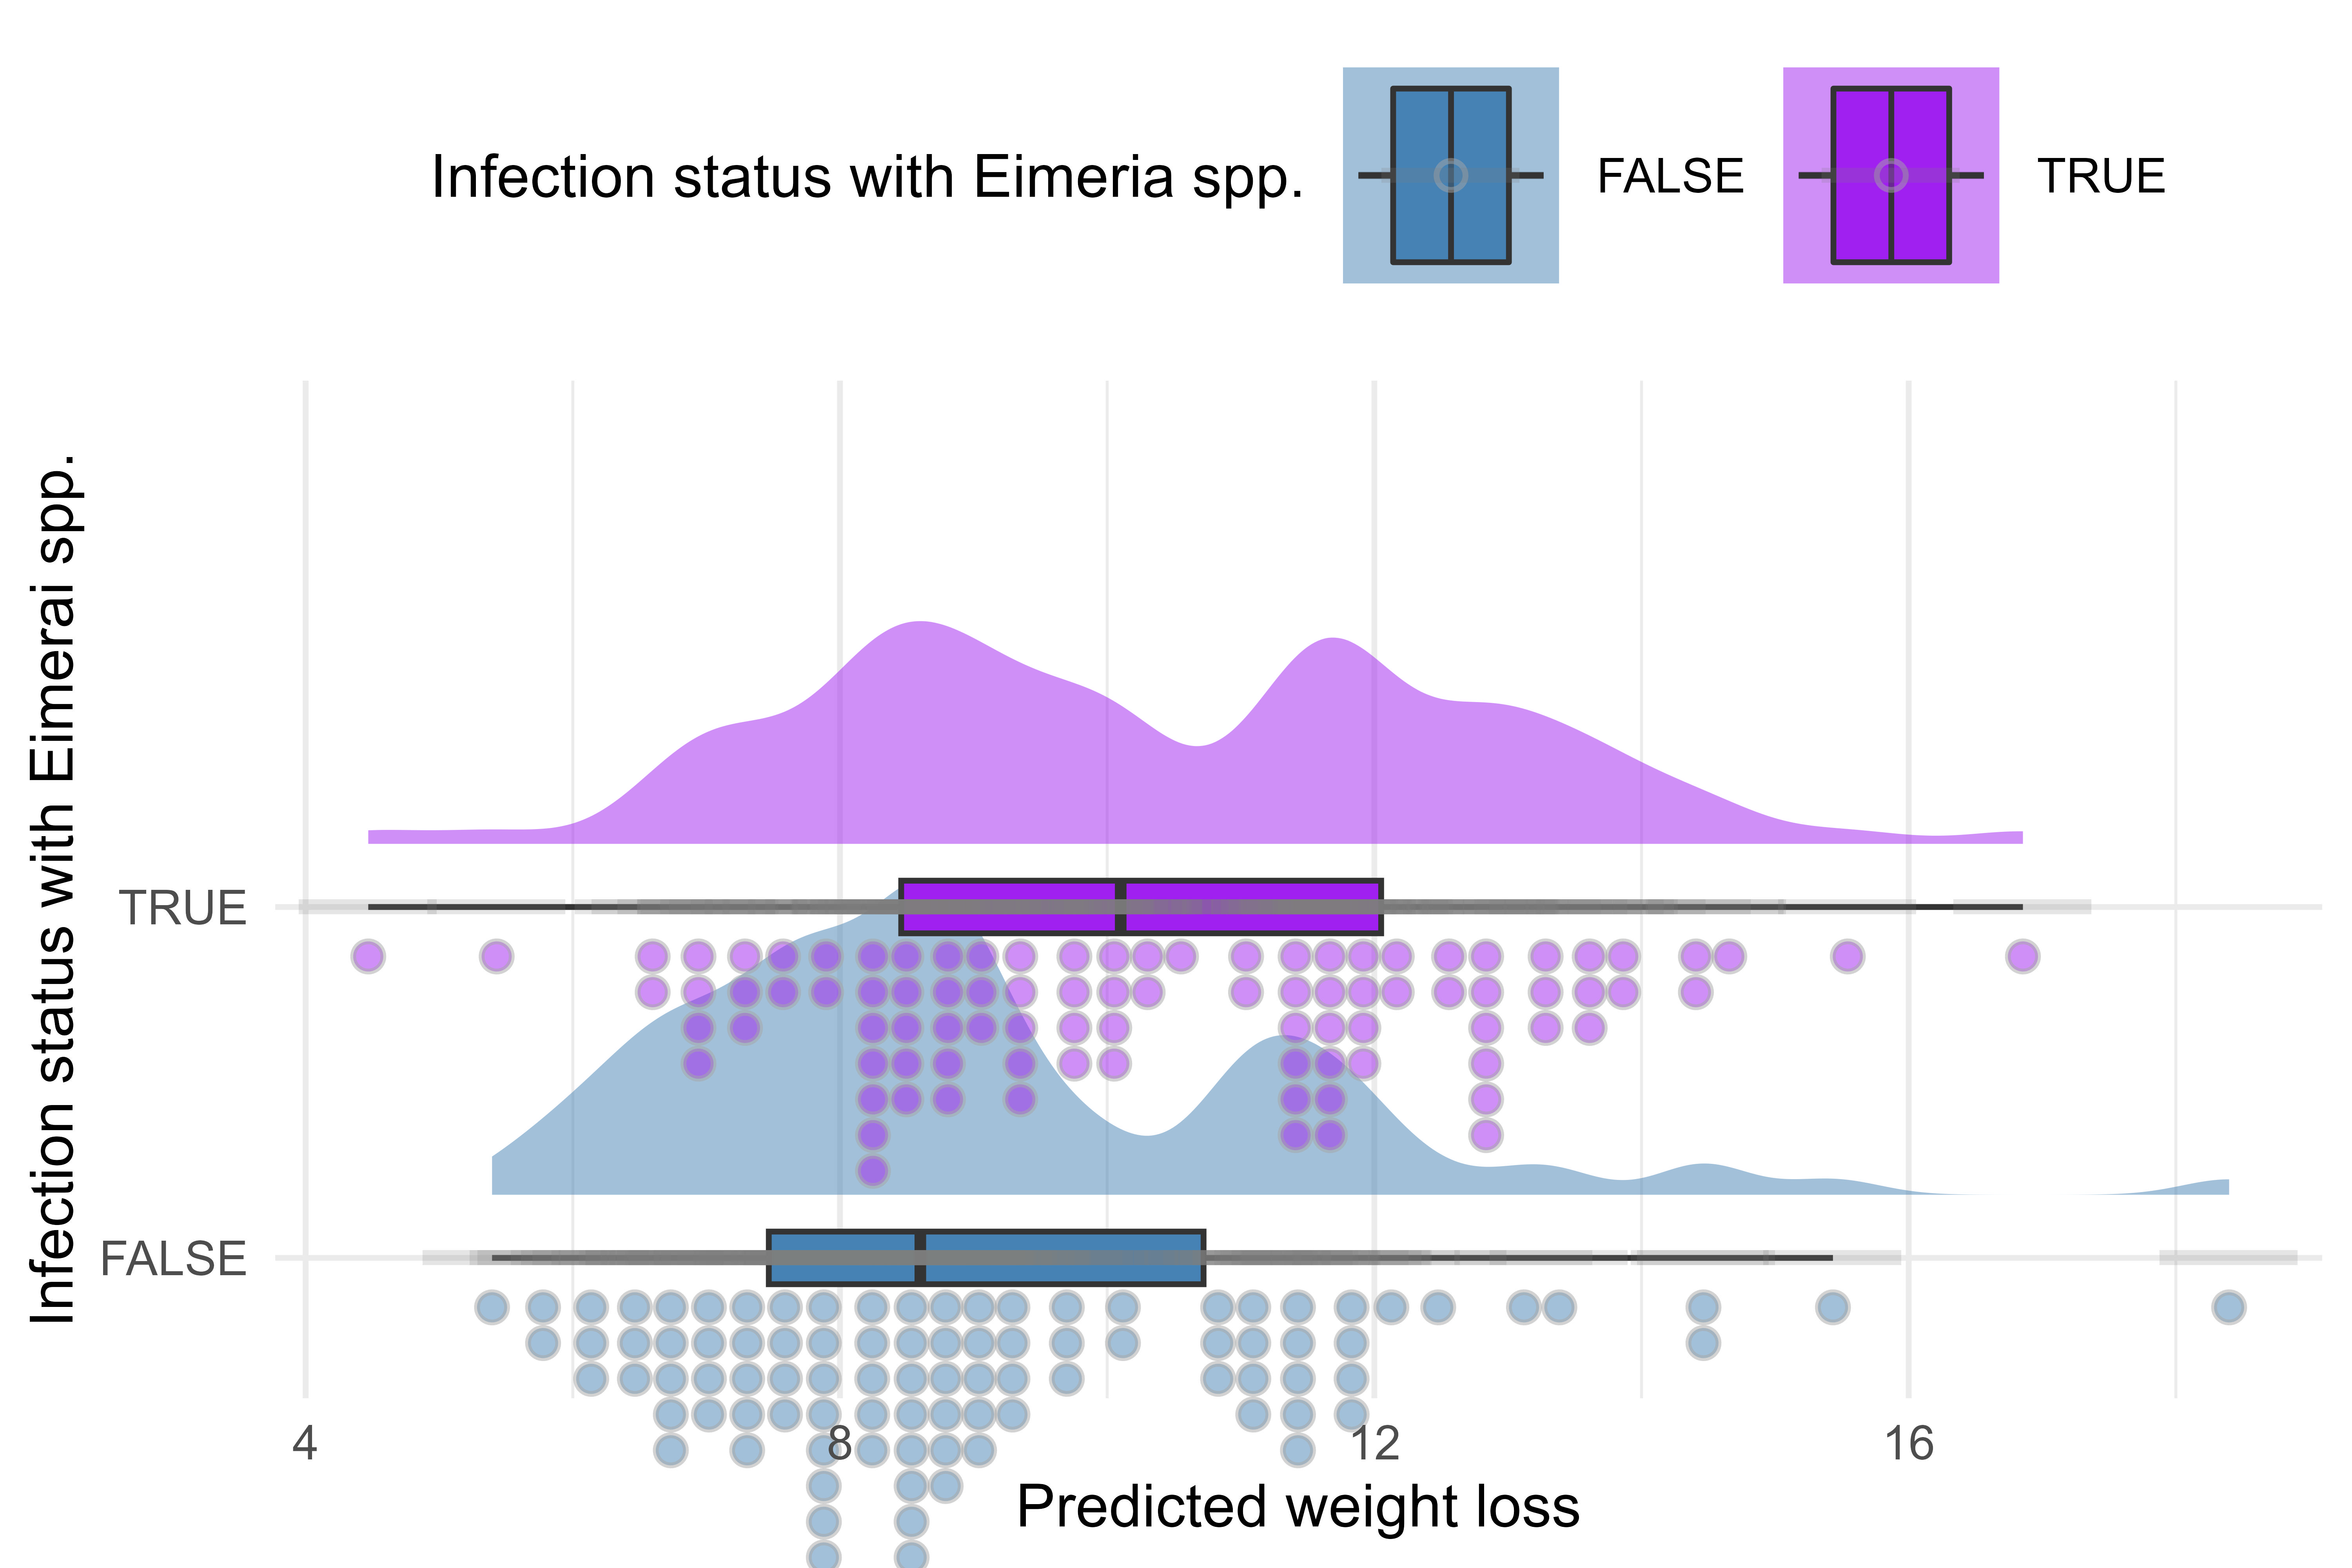 Infection status with Eimeria spp.
FALSE
TRUE
Infection status with Eimerai spp.
TRUE
FALSE
4
8
12
16
Predicted weight loss